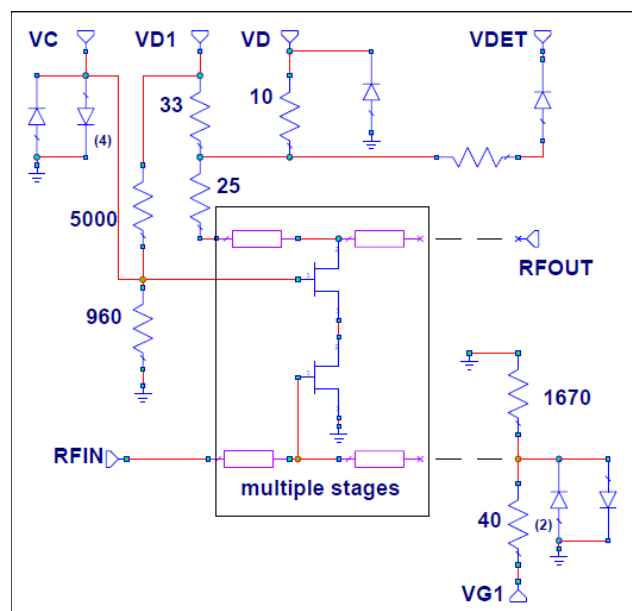 VC VD1 VD VDET
33 10
(4)
25
5000
RFOUT
960
1670
RFIN
multiple stages
40 (2)
VG1